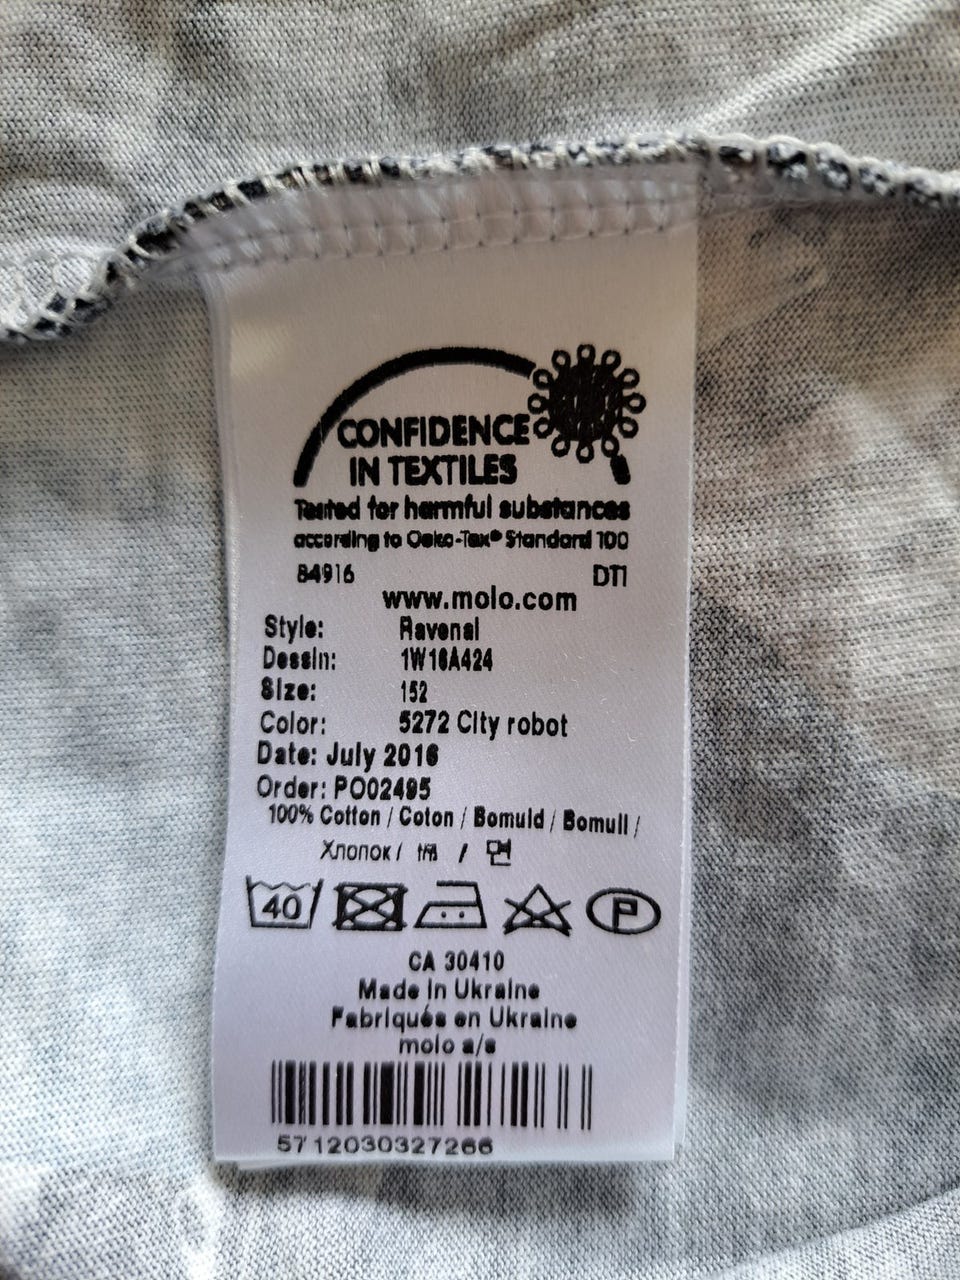 CONFIDENCE
IN TEXTILES
Tested for harmful substances
according to Oeko-Tex® Standard 100
84916 DTI
www.molo.com
Style: Ravenal
Dessin: 1W16A424
Size: 152
Color: 5272 City robot
Date: July 2016
Order: PO02495
100% Cotton / Coton / Bomuld / Bomull /
Хлопок / 棉 / 면
40
P
CA 30410
Made in Ukraine
Fabriqués en Ukraine
molo a/s
5712030327266